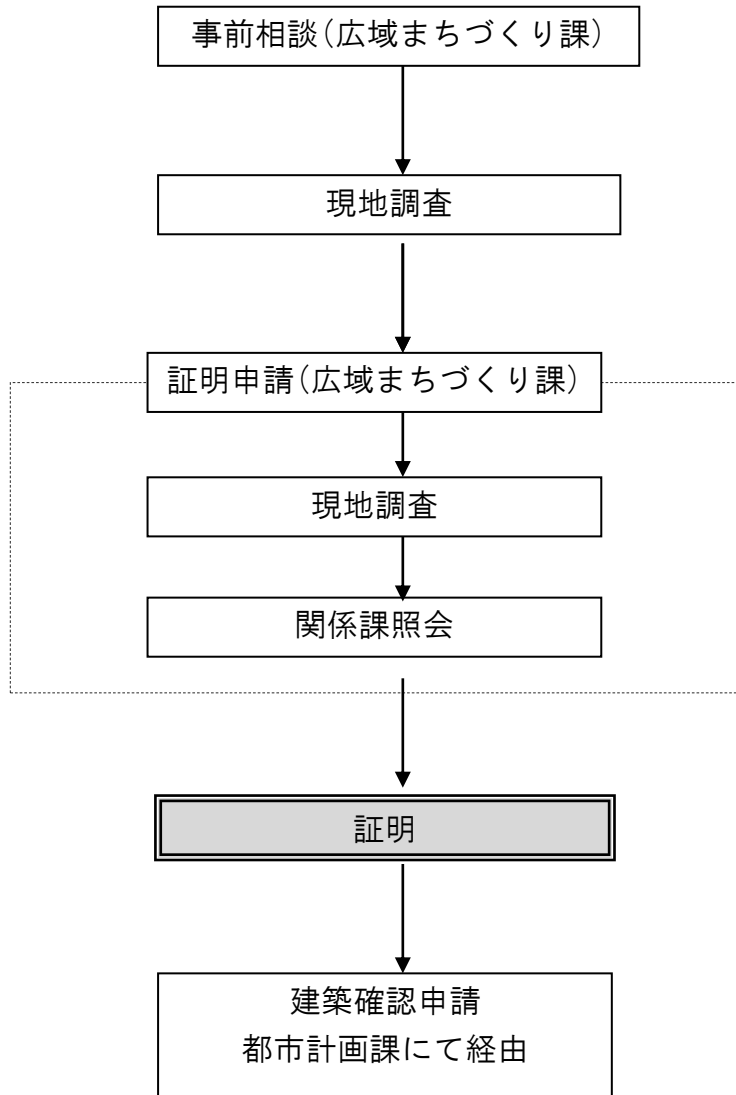 事前相談(広域まちづくり課)
現地調査
証明申請(広域まちづくり課)
現地調査
関係課照会
証明
建築確認申請
都市計画課にて経由